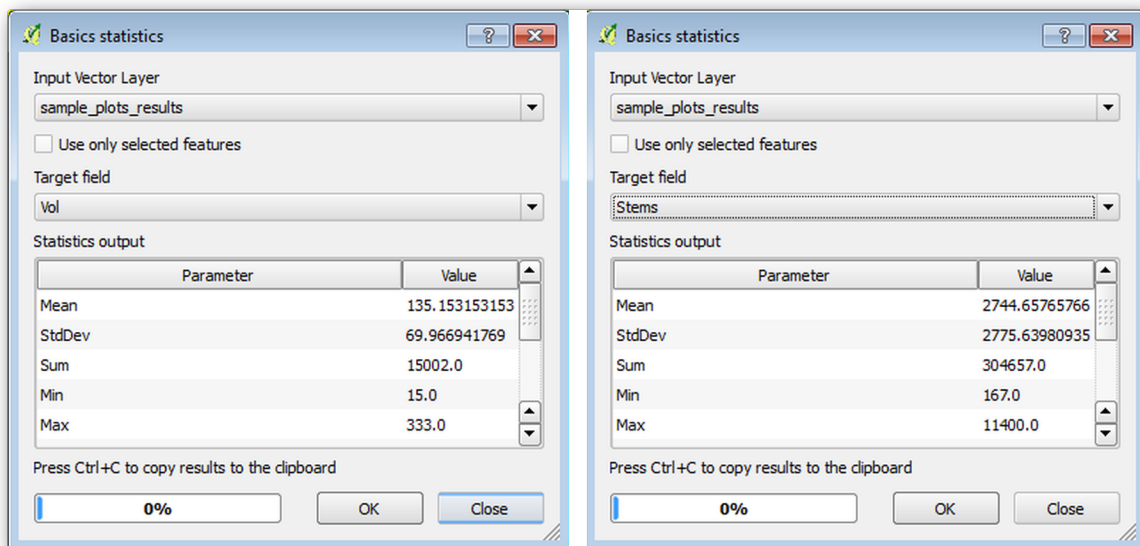 Basics statistics
Input Vector Layer
sample_plots_results
Use only selected features
Target field
Vol
Statistics output
Parameter Value
Mean 135.153153153
StdDev 69.966941769
Sum 15002.0
Min 15.0
Max 333.0
Press Ctrl+C to copy results to the clipboard
0% OK Close
Basics statistics
Input Vector Layer
sample_plots_results
Use only selected features
Target field
Stems
Statistics output
Parameter Value
Mean 2744.65765766
StdDev 2775.63980935
Sum 304657.0
Min 167.0
Max 11400.0
Press Ctrl+C to copy results to the clipboard
0% OK Close